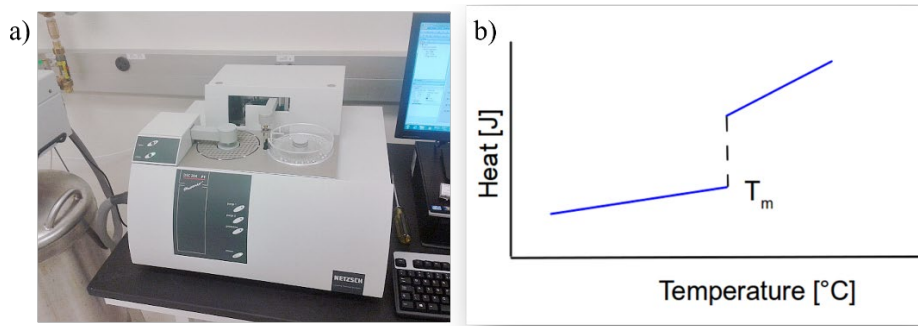 a)
NETZSCH
b)
Heat [J]
Tm
Temperature [°C]